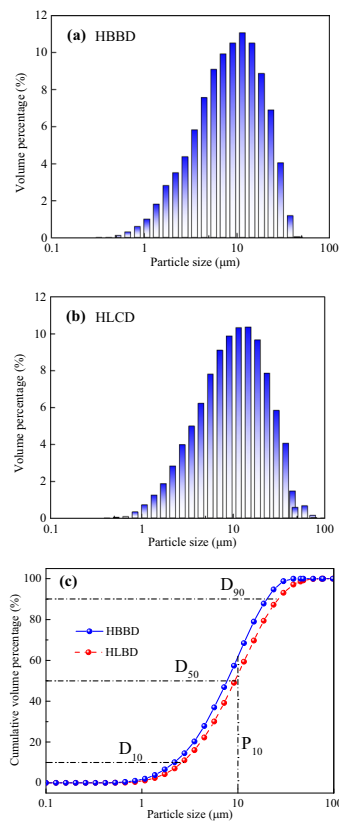 12
(a) HBBD
10
8
6
4
2
0
0.1 1 10 100
Volume percentage (%)
Particle size (μm)
12
(b) HLCD
10
8
6
4
2
0
0.1 1 10 100
Volume percentage (%)
Particle size (μm)
(c)
100
D90
80
HBBD
HLBD
60
D50
40
20
D10
P10
0
0.1 1 10 100
Cumulative volume percentage (%)
Particle size (μm)